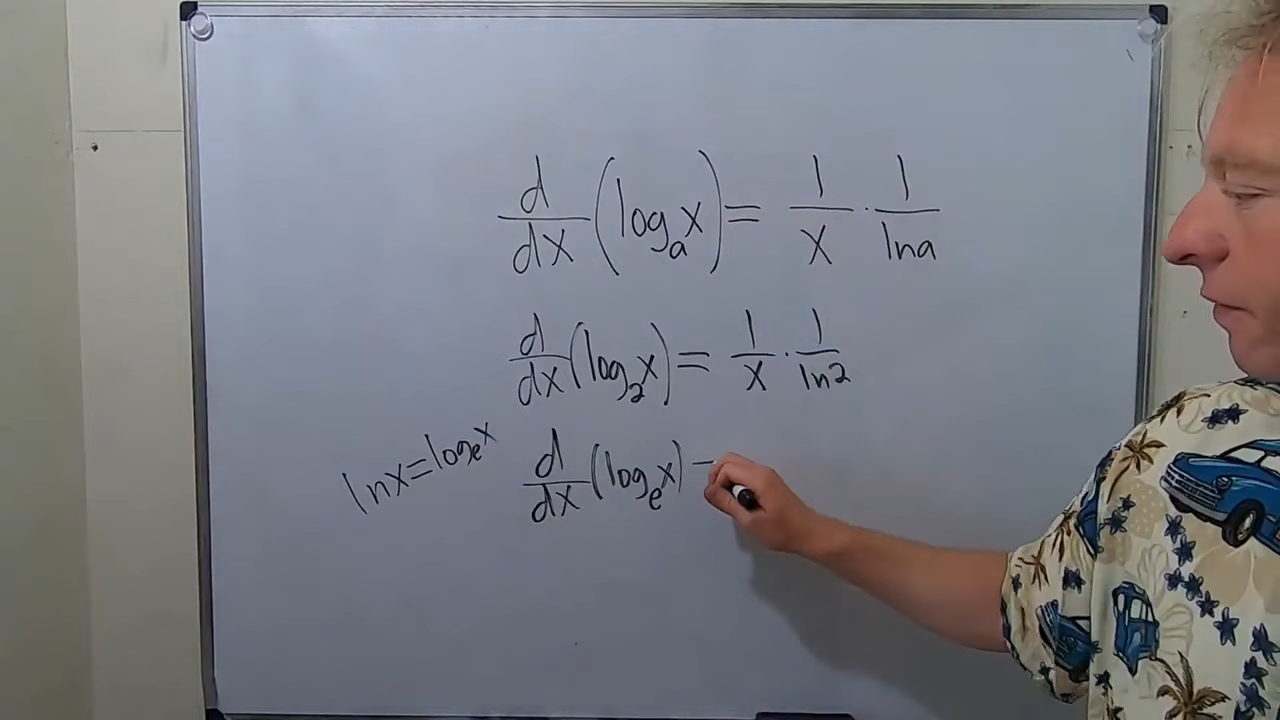 d/dx (log_a x) = 1/x · 1/ln a
d/dx (log_2 x) = 1/x · 1/ln 2
ln x = log_e x
d/dx (log_e x) =